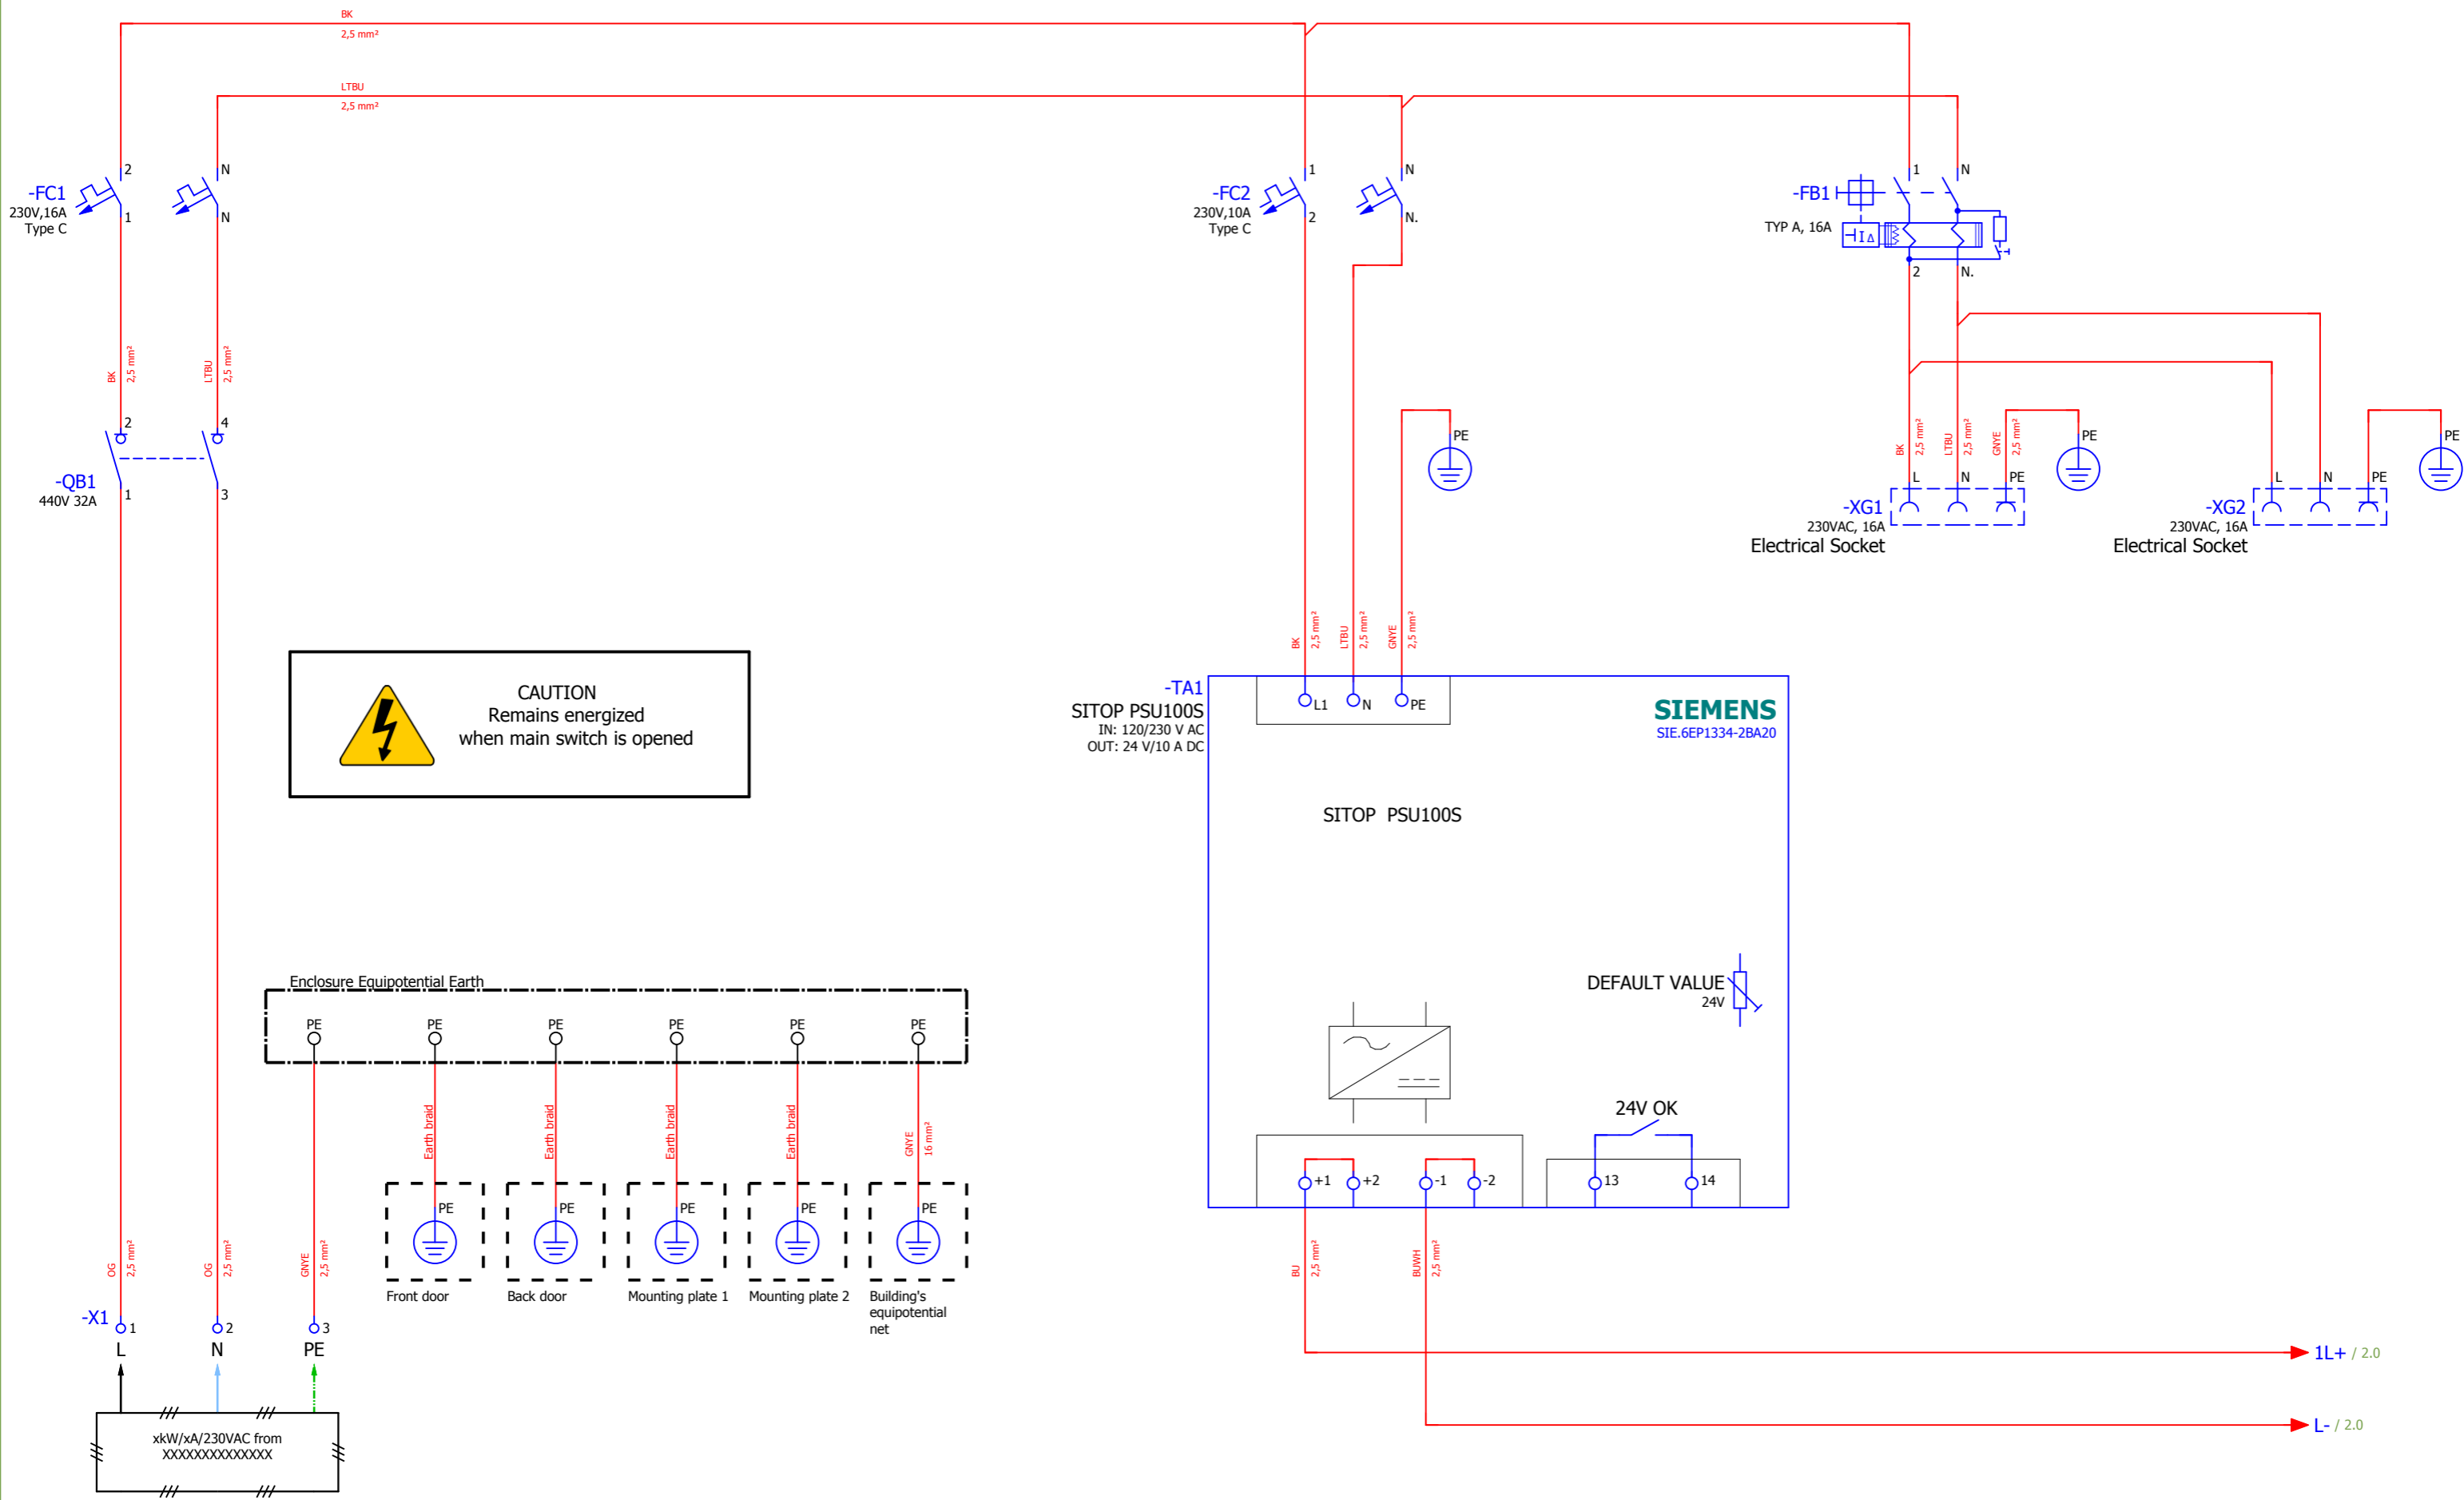 BK
2,5 mm²
LTBU
2,5 mm²
-FC1
230V,16A
Type C
2
1
N
N
-FC2
230V,10A
Type C
1
2
N
N.
-FB1
TYP A, 16A
I Δ
1
N
2
N.
BK
2,5 mm²
LTBU
2,5 mm²
-QB1
440V 32A
2
1
4
3
PE
BK
2,5 mm²
LTBU
2,5 mm²
GNYE
2,5 mm²
PE
L
N
PE
-XG1
230VAC, 16A
Electrical Socket
PE
L
N
PE
-XG2
230VAC, 16A
Electrical Socket
CAUTION
Remains energized
when main switch is opened
BK
2,5 mm²
LTBU
2,5 mm²
GNYE
2,5 mm²
-TA1
SITOP PSU100S
IN: 120/230 V AC
OUT: 24 V/10 A DC
L1
N
PE
SIEMENS
SIE.6EP1334-2BA20
SITOP PSU100S
DEFAULT VALUE
24V
24V OK
+1
+2
-1
-2
13
14
BU
2,5 mm²
BUWH
2,5 mm²
Enclosure Equipotential Earth
PE
PE
PE
PE
PE
PE
Earth braid
Earth braid
Earth braid
Earth braid
GNYE
16 mm²
PE
PE
PE
PE
PE
Front door
Back door
Mounting plate 1
Mounting plate 2
Building's
equipotential
net
OG
2,5 mm²
OG
2,5 mm²
GNYE
2,5 mm²
-X1
1
2
3
L
N
PE
xkW/xA/230VAC from
XXXXXXXXXXXXXX
1L+ / 2.0
L- / 2.0